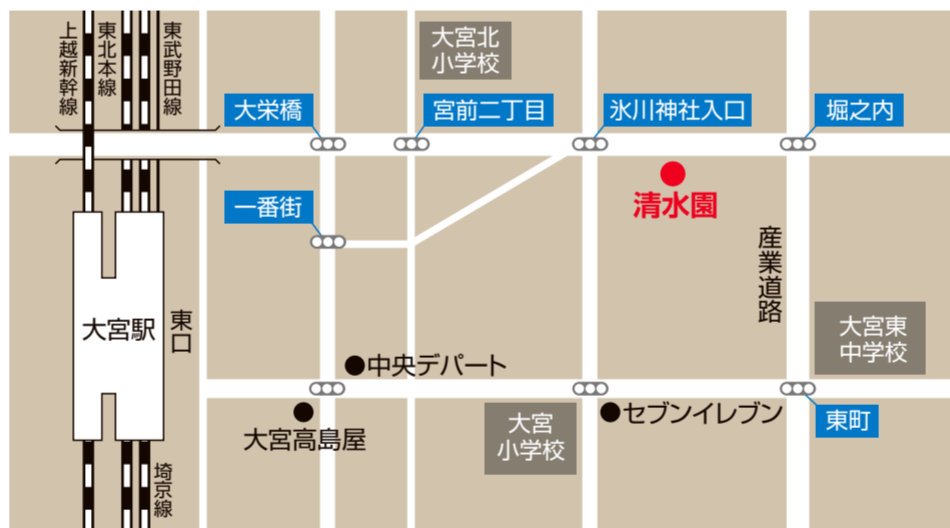 上越新幹線
東北本線
東武野田線
大宮北
小学校
大栄橋
宮前二丁目
氷川神社入口
堀之内
一番街
清水園
産業道路
大宮駅
東口
大宮東
中学校
中央デパート
大宮高島屋
大宮
小学校
セブンイレブン
東町
埼京線